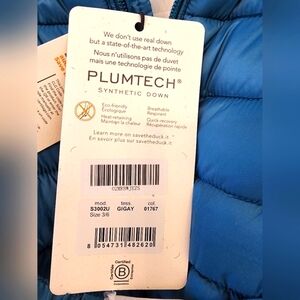 We don't use real down
but a state-of-the-art technology
Nous n'utilisons pas de duvet
mais une technologie de pointe
PLUMTECH®
SYNTHETIC DOWN
Eco-friendly
Écologique
Breathable
Respirant
Heat-retaining
Maintien la chaleur
Quick-recovery
Récupération rapide
Learn more on savetheduck.it
En savoir plus sur savetheduck.it
mod. tess. col.
S3002U GIGAY 01767
Size 3/6
8 054731 482620
Certified
B
Corporation